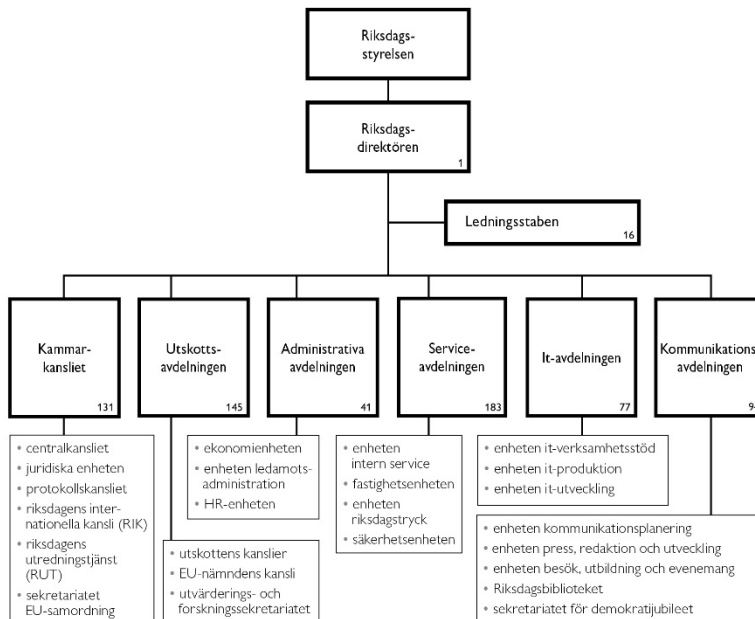 Riksdags-
styrelsen
Riksdags-
direktören
1
Ledningsstaben
16
Kammar-
kansliet
131
Utskotts-
avdelningen
145
Administrativa
avdelningen
41
Service-
avdelningen
183
It-avdelningen
77
Kommunikations
avdelningen
• centralkansliet
• juridiska enheten
• protokollskansliet
• riksdagens inter-
nationella kansli (RIK)
• riksdagens
utredningstjänst
(RUT)
• sekretariatet
EU-samordning
• utskottens kanslier
• EU-nämndens kansli
• utvärderings- och
forskningssekretariatet
• ekonomienheten
• enheten ledamots-
administration
• HR-enheten
• enheten
intern service
• fastighetsenheten
• enheten
riksdagstryck
• säkerhetsenheten
• enheten it-verksamhetsstöd
• enheten it-produktion
• enheten it-utveckling
• enheten kommunikationsplanering
• enheten press, redaktion och utveckling
• enheten besök, utbildning och evenemang
• Riksdagsbiblioteket
• sekretariatet för demokratijubileet